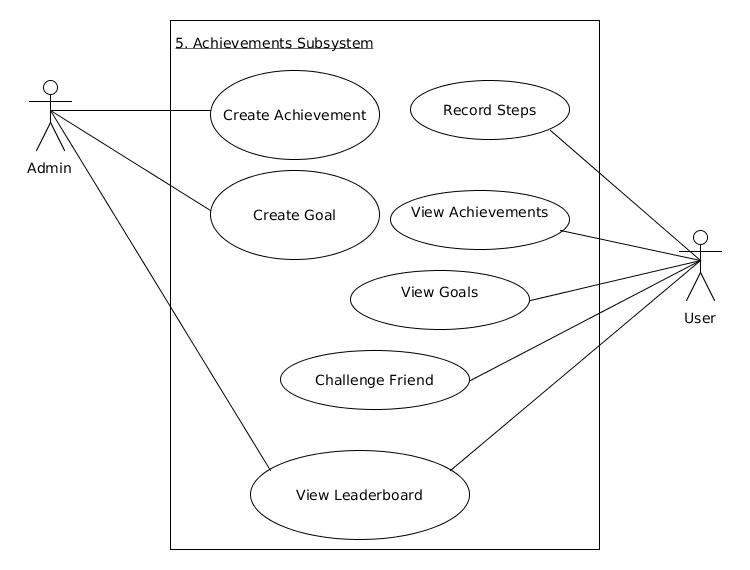 5. Achievements Subsystem
Create Achievement
Record Steps
Admin
Create Goal
View Achievements
View Goals
User
Challenge Friend
View Leaderboard